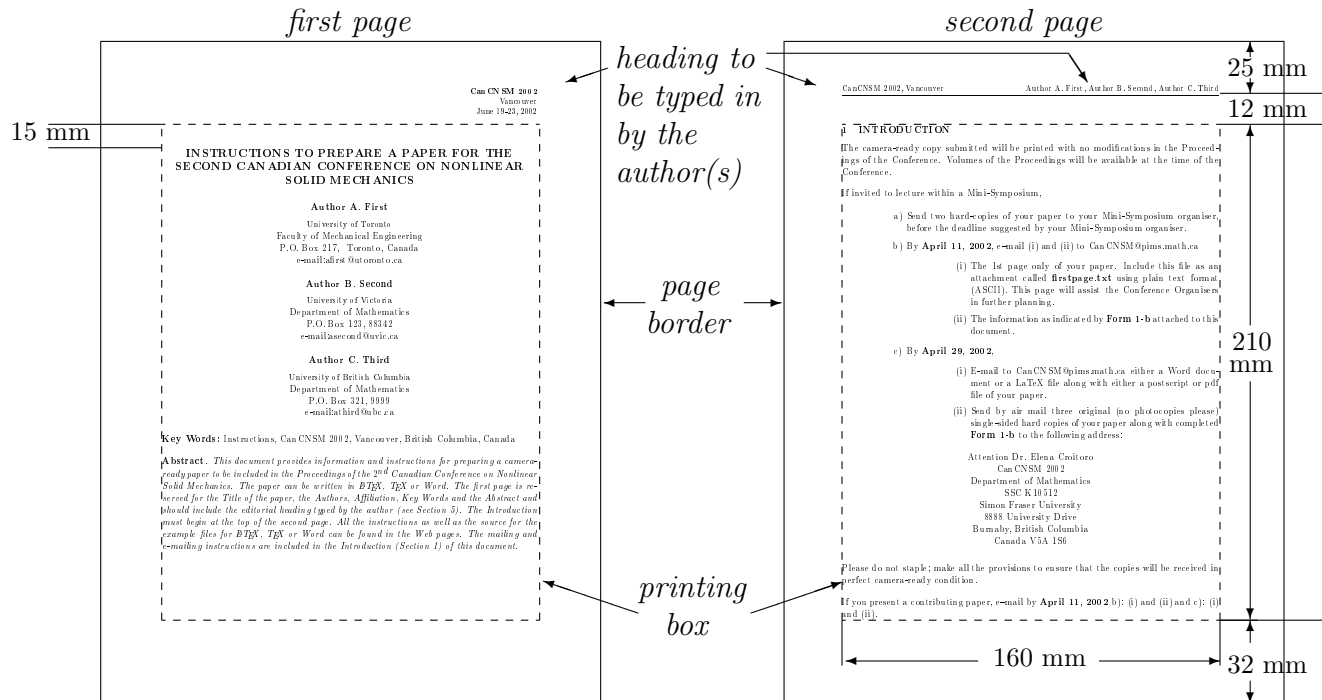 first page
second page
heading to
be typed in
by the
author(s)
page
border
printing
box
15 mm
CanCNSM 2002
Vancouver
June 19-23, 2002
INSTRUCTIONS TO PREPARE A PAPER FOR THE
SECOND CANADIAN CONFERENCE ON NONLINEAR
SOLID MECHANICS
Author A. First
University of Toronto
Faculty of Mechanical Engineering
P.O. Box 217, Toronto, Canada
e-mail:afirst@utoronto.ca
Author B. Second
University of Victoria
Department of Mathematics
P.O. Box 123, 88342
e-mail:asecond@uvic.ca
Author C. Third
University of British Columbia
Department of Mathematics
P.O. Box 321, 9999
e-mail:athird@ubc.ca
Key Words: Instructions, CanCNSM 2002, Vancouver, British Columbia, Canada
Abstract. This document provides information and instructions for preparing a camera-
ready paper to be included in the Proceedings of the 2nd Canadian Conference on Nonlinear
Solid Mechanics. The paper can be written in LATEX, TEX or Word. The first page is re-
served for the Title of the paper, the Authors, Affiliation, Key Words and the Abstract and
should include the editorial heading typed by the author (see Section 5). The Introduction
must begin at the top of the second page. All the instructions as well as the source for the
example files for LATEX, TEX or Word can be found in the Web pages. The mailing and
e-mailing instructions are included in the Introduction (Section 1) of this document.
CanCNSM 2002, Vancouver Author A. First, Author B. Second, Author C. Third
1 INTRODUCTION
The camera-ready copy submitted will be printed with no modifications in the Proceed-
ings of the Conference. Volumes of the Proceedings will be available at the time of the
Conference.
If invited to lecture within a Mini-Symposium,
a) Send two hard-copies of your paper to your Mini-Symposium organiser,
before the deadline suggested by your Mini-Symposium organiser.
b) By April 11, 2002, e-mail (i) and (ii) to CanCNSM@pims.math.ca
(i) The 1st page only of your paper. Include this file as an
attachment called firstpage.txt using plain text format
(ASCII). This page will assist the Conference Organisers
in further planning.
(ii) The information as indicated by Form 1-b attached to this
document.
c) By April 29, 2002,
(i) E-mail to CanCNSM@pims.math.ca either a Word docu-
ment or a LaTeX file along with either a postscript or pdf
file of your paper.
(ii) Send by air mail three original (no photocopies please)
single-sided hard copies of your paper along with completed
Form 1-b to the following address:
Attention Dr. Elena Croitoro
CanCNSM 2002
Department of Mathematics
SSC K10512
Simon Fraser University
8888 University Drive
Burnaby, British Columbia
Canada V5A 1S6
Please do not staple; make all the provisions to ensure that the copies will be received in
perfect camera-ready condition.
If you present a contributing paper, e-mail by April 11, 2002 b): (i) and (ii) and c): (i)
and (ii).
25 mm
12 mm
210
mm
160 mm
32 mm